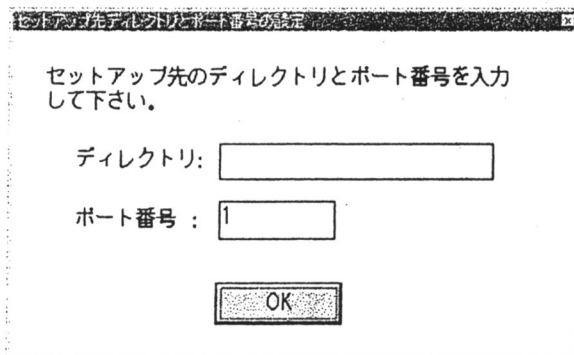 セットアップ先ディレクトリとポート番号の設定
セットアップ先のディレクトリとポート番号を入力
して下さい。
ディレクトリ:
ポート番号 : 1
OK